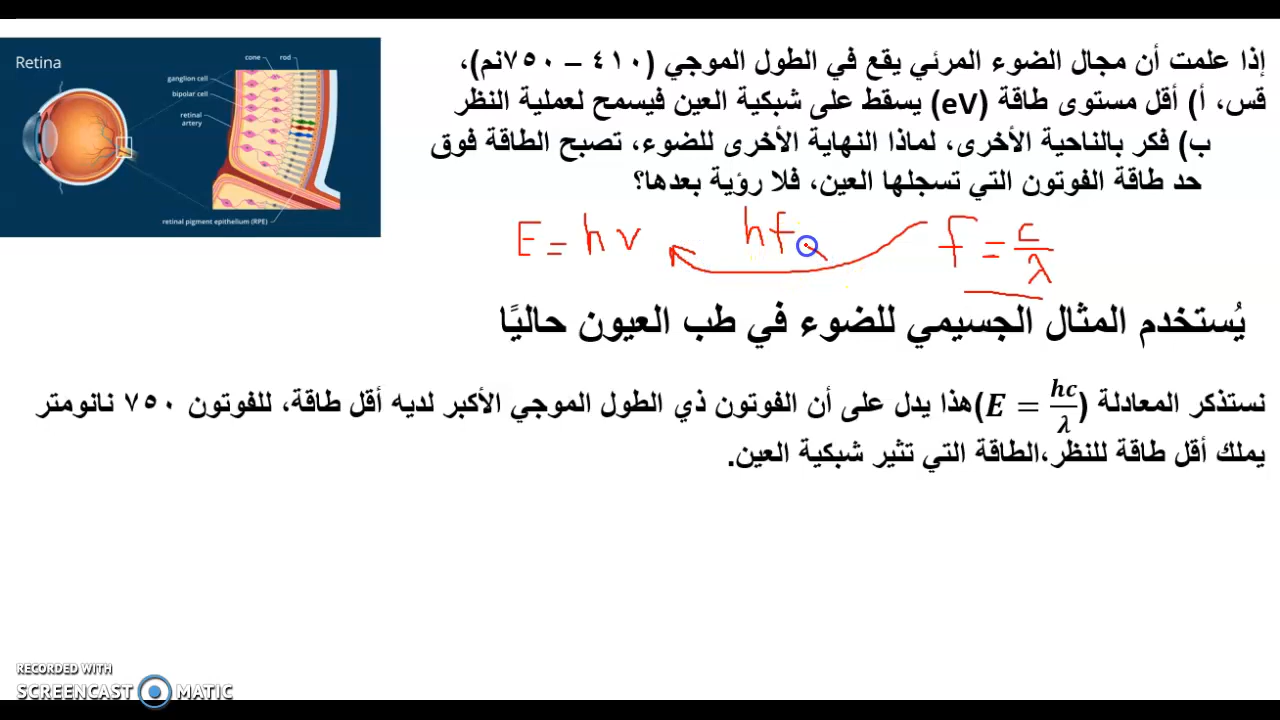 Retina
cone rod
ganglion cell
bipolar cell
retinal
artery
retinal pigment epithelium (RPE)
إذا علمت أن مجال الضوء المرئي يقع في الطول الموجي (٤١٠ – ٧٥٠نم)،
قس، أ) أقل مستوى طاقة (eV) يسقط على شبكية العين فيسمح لعملية النظر
ب) فكر بالناحية الأخرى، لماذا النهاية الأخرى للضوء، تصبح الطاقة فوق
حد طاقة الفوتون التي تسجلها العين، فلا رؤية بعدها؟
E = hν hf f = c/λ
يُستخدم المثال الجسيمي للضوء في طب العيون حاليًا
نستذكر المعادلة (E = hc/λ)هذا يدل على أن الفوتون ذي الطول الموجي الأكبر لديه أقل طاقة، للفوتون ٧٥٠ نانومتر
يملك أقل طاقة للنظر،الطاقة التي تثير شبكية العين.
RECORDED WITH
SCREENCAST MATIC